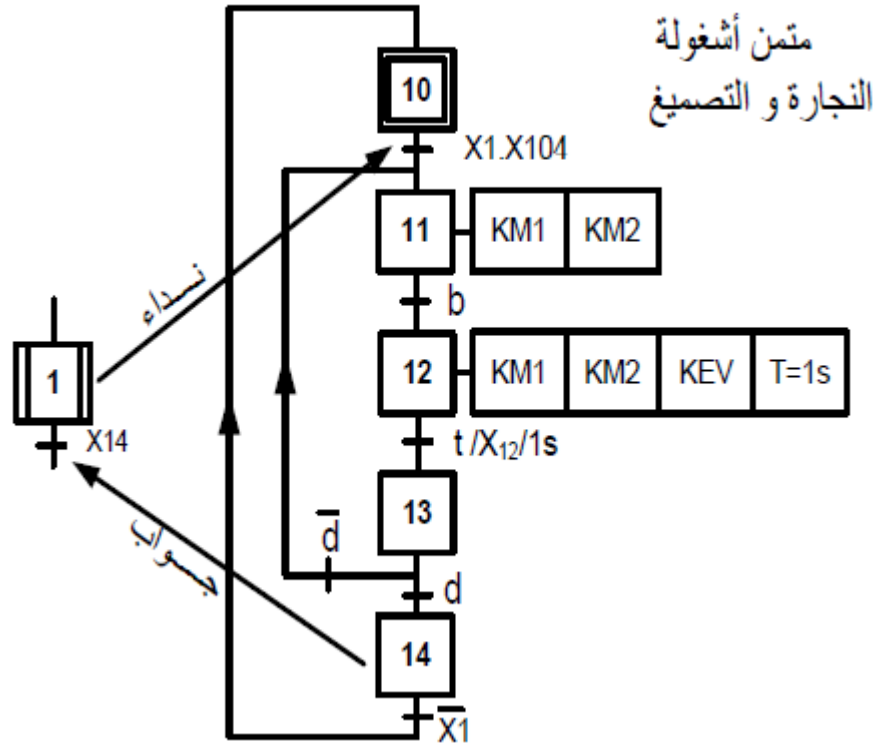 متمن أشغولة
النجارة و التصميغ
10
X1.X104
11 KM1 KM2
نداء
b
1
12 KM1 KM2 KEV T=1s
X14
t /X₁₂/1s
13
جواب
d̅
d
14
X̅1̅